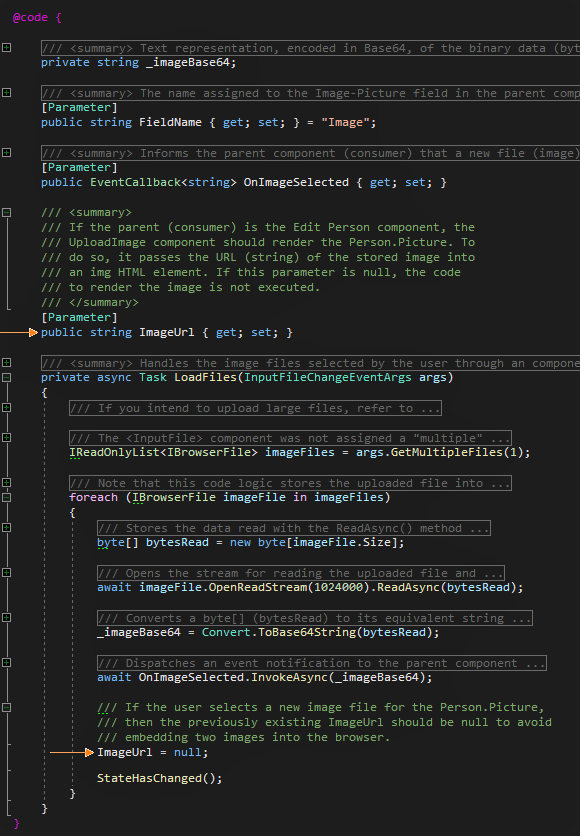 @code {
/// <summary> Text representation, encoded in Base64, of the binary data (byt
private string _imageBase64;
/// <summary> The name assigned to the Image-Picture field in the parent comp
[Parameter]
public string FieldName { get; set; } = "Image";
/// <summary> Informs the parent component (consumer) that a new file (image)
[Parameter]
public EventCallback<string> OnImageSelected { get; set; }
/// <summary>
/// If the parent (consumer) is the Edit Person component, the
/// UploadImage component should render the Person.Picture. To
/// do so, it passes the URL (string) of the stored image into
/// an img HTML element. If this parameter is null, the code
/// to render the image is not executed.
/// </summary>
[Parameter]
public string ImageUrl { get; set; }
/// <summary> Handles the image files selected by the user through an compone
private async Task LoadFiles(InputFileChangeEventArgs args)
{
/// If you intend to upload large files, refer to ...
/// The <InputFile> component was not assigned a "multiple" ...
IReadOnlyList<IBrowserFile> imageFiles = args.GetMultipleFiles(1);
/// Note that this code logic stores the uploaded file into ...
foreach (IBrowserFile imageFile in imageFiles)
{
/// Stores the data read with the ReadAsync() method ...
byte[] bytesRead = new byte[imageFile.Size];
/// Opens the stream for reading the uploaded file and ...
await imageFile.OpenReadStream(1024000).ReadAsync(bytesRead);
/// Converts a byte[] (bytesRead) to its equivalent string ...
_imageBase64 = Convert.ToBase64String(bytesRead);
/// Dispatches an event notification to the parent component ...
await OnImageSelected.InvokeAsync(_imageBase64);
/// If the user selects a new image file for the Person.Picture,
/// then the previously existing ImageUrl should be null to avoid
/// embedding two images into the browser.
ImageUrl = null;
StateHasChanged();
}
}
}